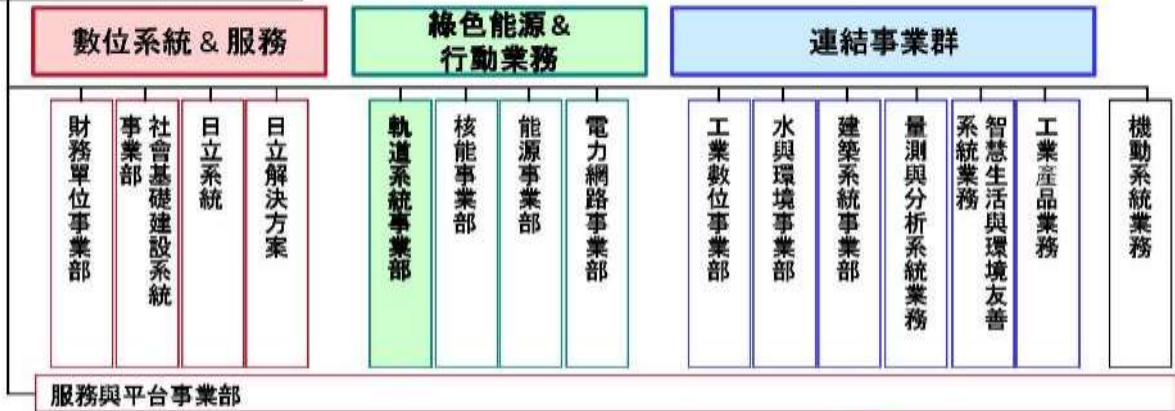 數位系統 & 服務
綠色能源 &
行動業務
連結事業群
財務單位事業部
社會基礎建設系統
事業部
日立系統
日立解決方案
軌道系統事業部
核能事業部
能源事業部
電力網路事業部
工業數位事業部
水與環境事業部
建築系統事業部
量測與分析系統業務
智慧生活與環境友善
系統業務
工業產品業務
機動系統業務
服務與平台事業部